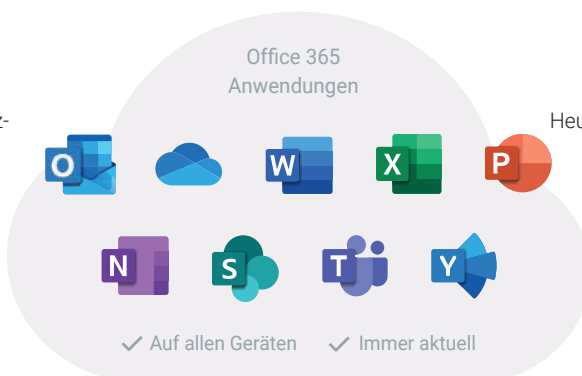 Office 365
Anwendungen
z-
Heu
O W X P
N S T Y
Auf allen Geräten Immer aktuell